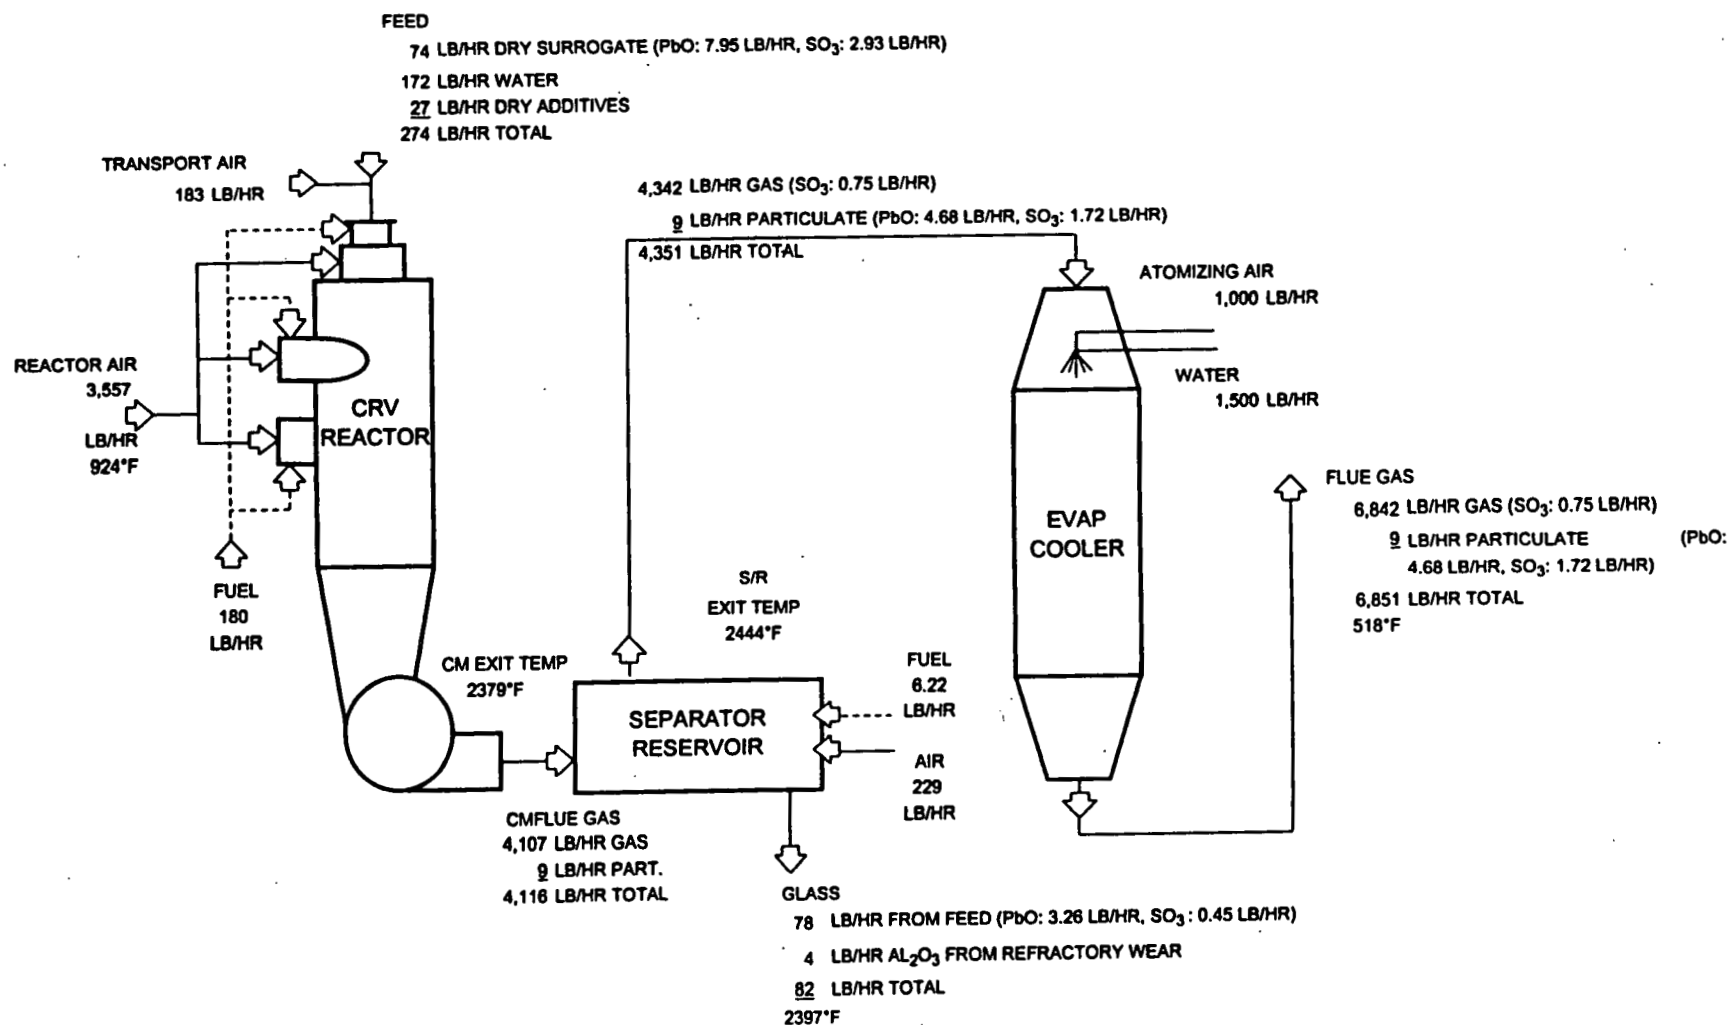 FEED
74 LB/HR DRY SURROGATE (PbO: 7.95 LB/HR, SO₃: 2.93 LB/HR)
172 LB/HR WATER
27 LB/HR DRY ADDITIVES
274 LB/HR TOTAL
TRANSPORT AIR
183 LB/HR
4,342 LB/HR GAS (SO₃: 0.75 LB/HR)
9 LB/HR PARTICULATE (PbO: 4.68 LB/HR, SO₃: 1.72 LB/HR)
4,351 LB/HR TOTAL
ATOMIZING AIR
1,000 LB/HR
WATER
1,500 LB/HR
REACTOR AIR
3,557
LB/HR
924°F
CRV
REACTOR
FUEL
180
LB/HR
CM EXIT TEMP
2379°F
S/R
EXIT TEMP
2444°F
SEPARATOR
RESERVOIR
FUEL
6.22
LB/HR
AIR
229
LB/HR
EVAP
COOLER
FLUE GAS
6,842 LB/HR GAS (SO₃: 0.75 LB/HR)
9 LB/HR PARTICULATE (PbO:
4.68 LB/HR, SO₃: 1.72 LB/HR)
6,851 LB/HR TOTAL
518°F
CMFLUE GAS
4,107 LB/HR GAS
9 LB/HR PART.
4,116 LB/HR TOTAL
GLASS
78 LB/HR FROM FEED (PbO: 3.26 LB/HR, SO₃: 0.45 LB/HR)
4 LB/HR AL₂O₃ FROM REFRACTORY WEAR
82 LB/HR TOTAL
2397°F